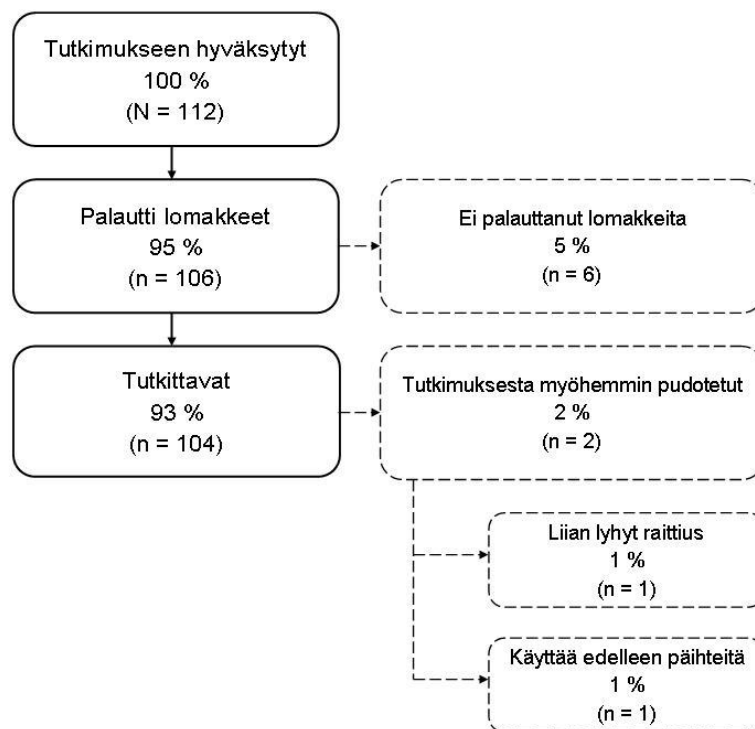 Tutkimukseen hyväksytyt
100 %
(N = 112)
Palautti lomakkeet
95 %
(n = 106)
Ei palauttanut lomakkeita
5 %
(n = 6)
Tutkittavat
93 %
(n = 104)
Tutkimuksesta myöhemmin pudotetut
2 %
(n = 2)
Liian lyhyt raittius
1 %
(n = 1)
Käyttää edelleen päihteitä
1 %
(n = 1)